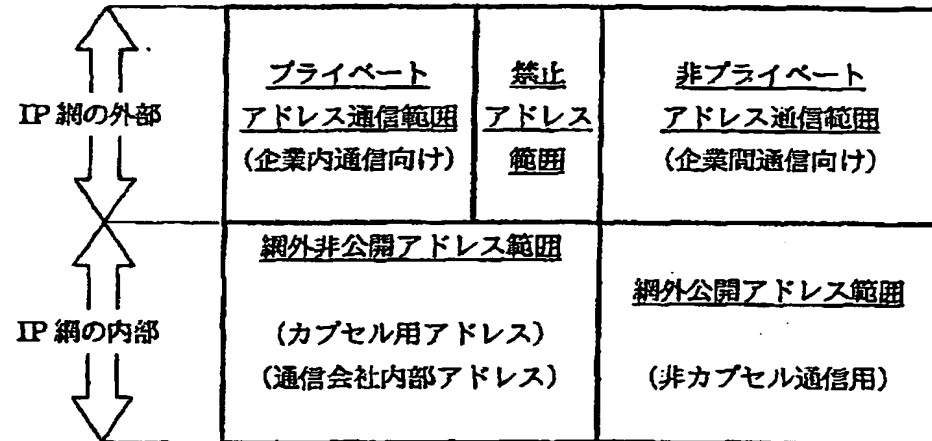 IP 網の外部
プライベート
アドレス通信範囲
(企業内通信向け)
禁止
アドレス
範囲
非プライベート
アドレス通信範囲
(企業間通信向け)
IP 網の内部
網外非公開アドレス範囲
(カプセル用アドレス)
(通信会社内部アドレス)
網外公開アドレス範囲
(非カプセル通信用)